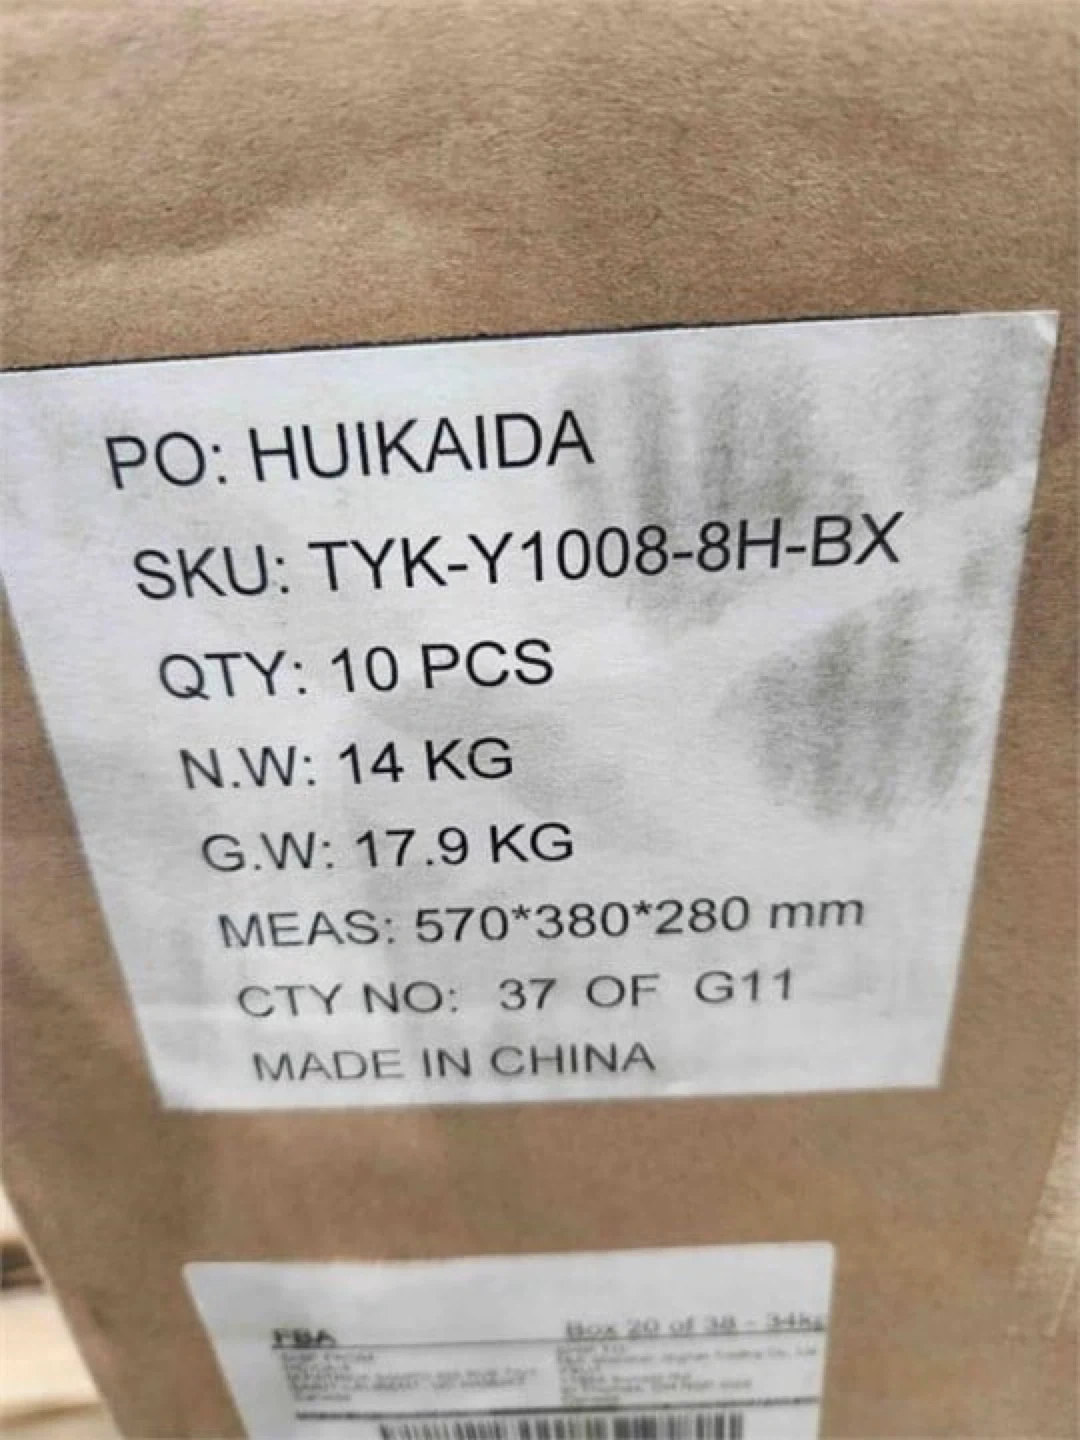 PO: HUIKAIDA
SKU: TYK-Y1008-8H-BX
QTY: 10 PCS
N.W: 14 KG
G.W: 17.9 KG
MEAS: 570*380*280 mm
CTY NO: 37 OF G11
MADE IN CHINA
FBA
Box 20 of 38 - 34kg